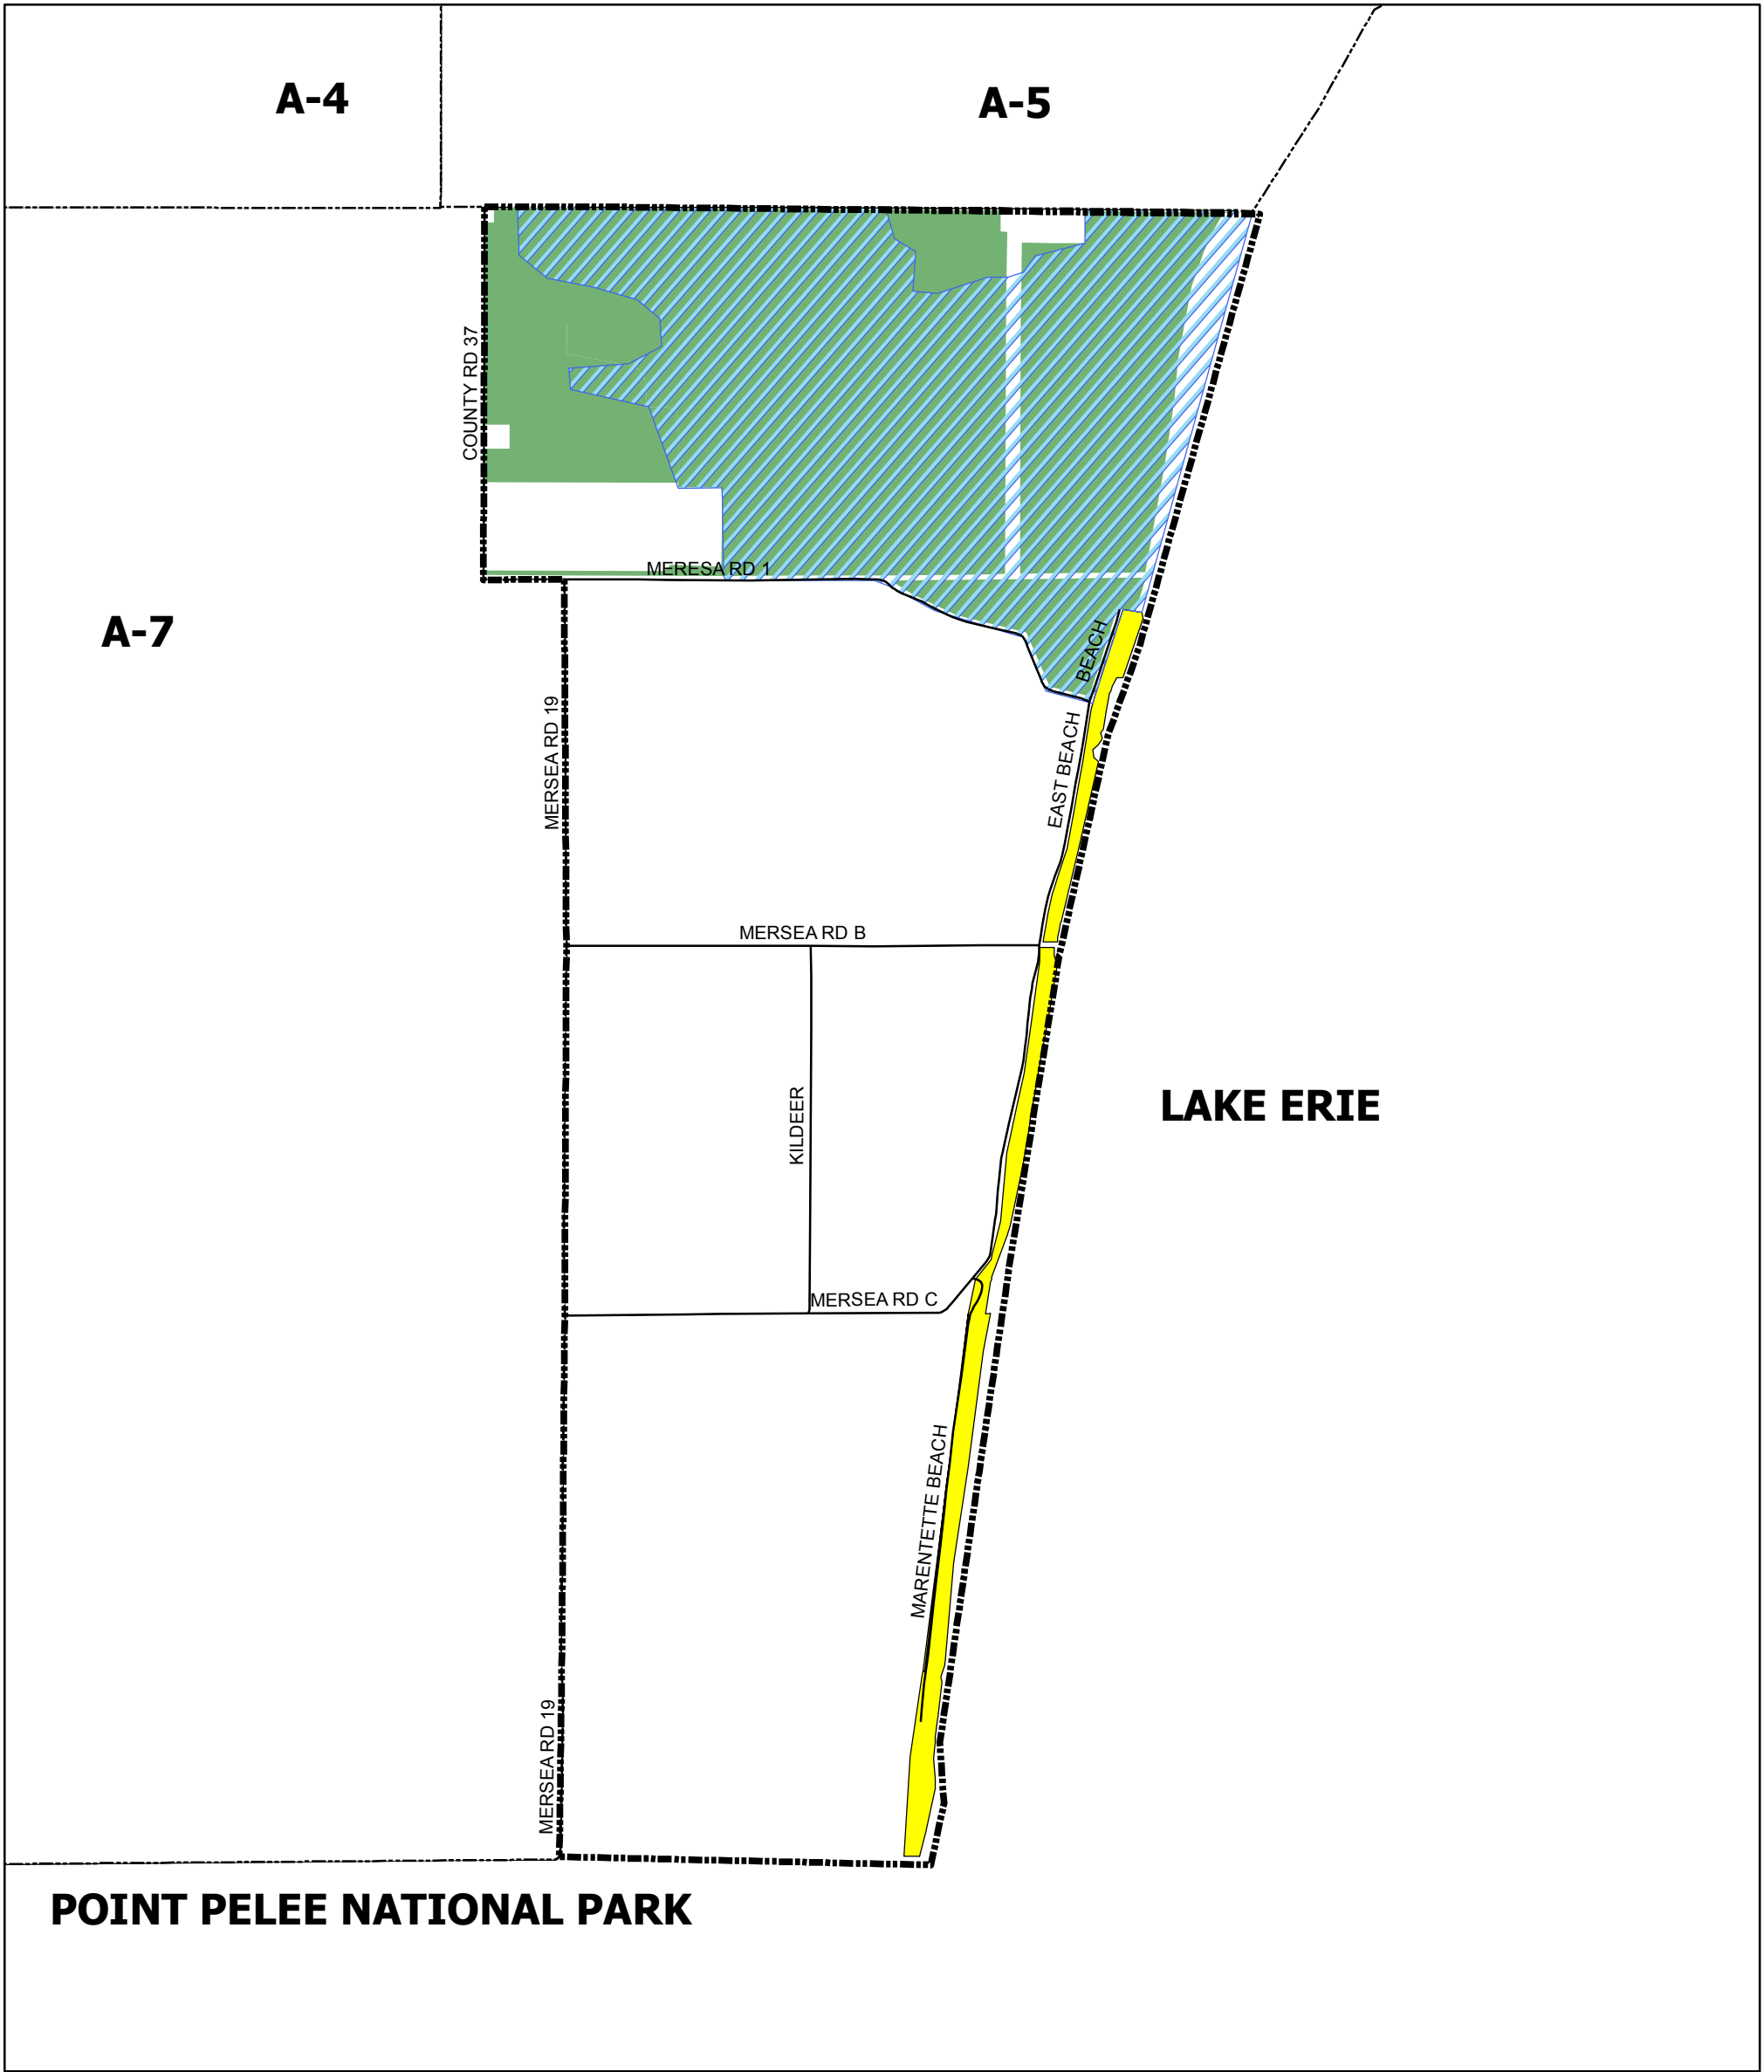 A-4
A-5
COUNTY RD 37
MERESA RD 1
A-7
BEACH
MERSEA RD 19
EAST BEACH
MERSEA RD B
KILDEER
LAKE ERIE
MERSEA RD C
MARENTETTE BEACH
MERSEA RD 19
POINT PELEE NATIONAL PARK